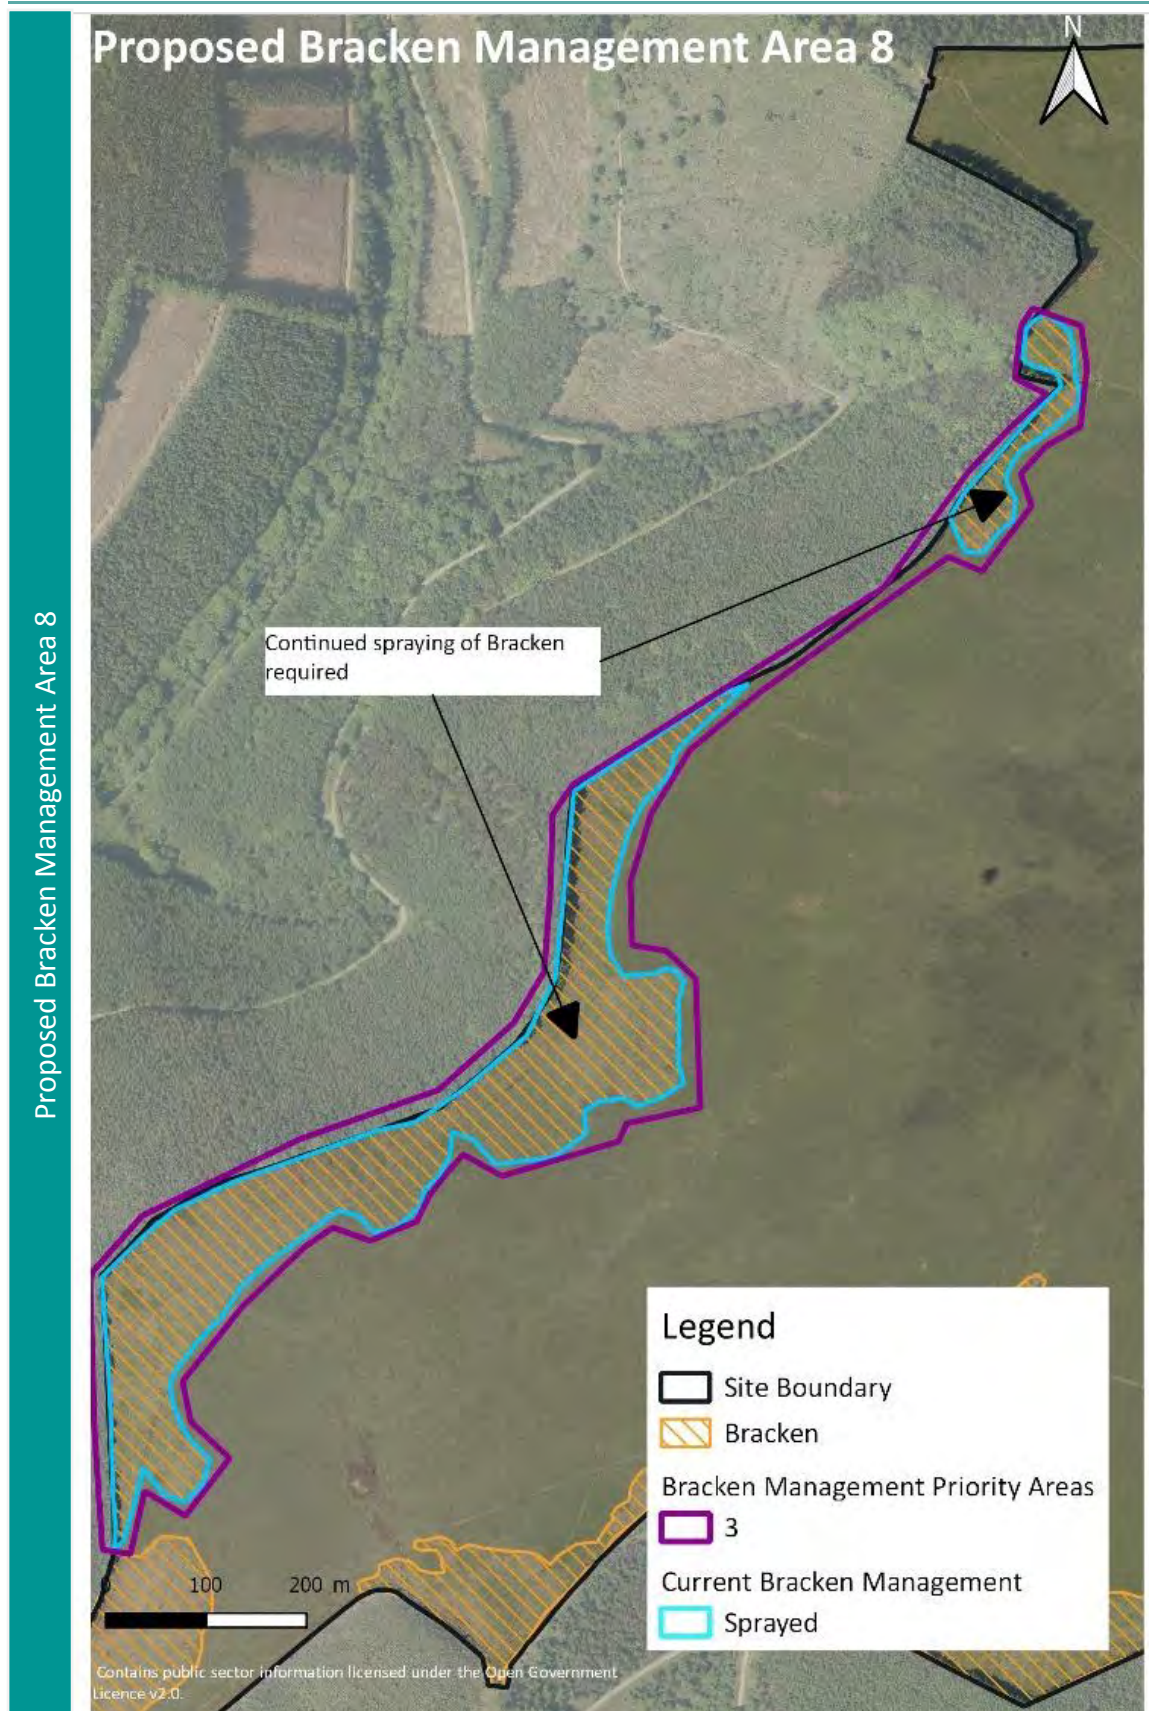 Proposed Bracken Management Area 8
Proposed Bracken Management Area 8
N
Continued spraying of Bracken
required
Legend
Site Boundary
Bracken
Bracken Management Priority Areas
3
Current Bracken Management
Sprayed
0 100 200 m
Contains public sector information licensed under the Open Government
Licence v2.0.